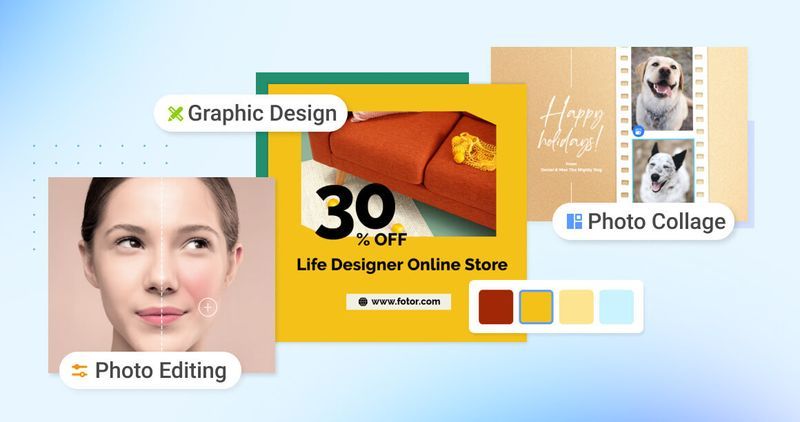 Graphic Design
30
% OFF
Life Designer Online Store
www.fotor.com
Happy
holidays!
Photo Collage
Photo Editing